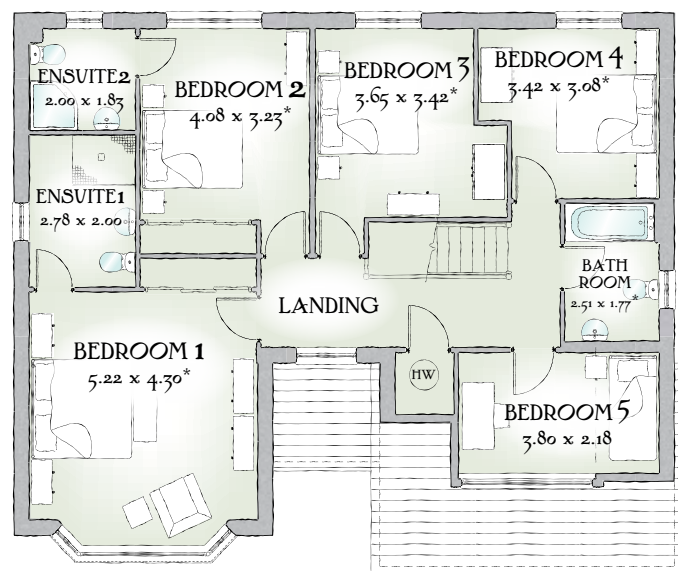 ENSUITE2
2.00 x 1.83
BEDROOM 2
4.08 x 3.23*
BEDROOM 3
3.65 x 3.42*
BEDROOM 4
3.42 x 3.08*
ENSUITE1
2.78 x 2.00
BATH
ROOM
2.51 x 1.77*
LANDING
BEDROOM 1
5.22 x 4.30*
HW
BEDROOM 5
3.80 x 2.18